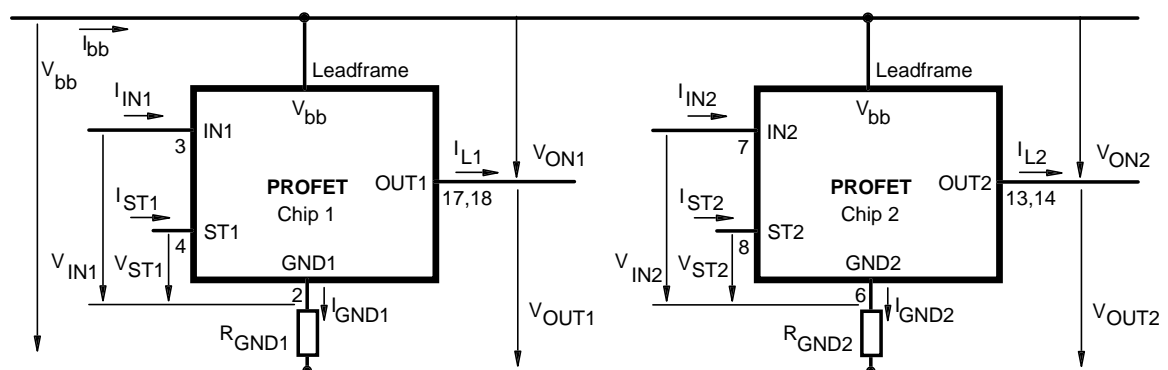 Ibb
Vbb
Leadframe
Vbb
IIN1
IN1
3
IL1
VON1
PROFET
OUT1
Chip 1
17,18
IST1
ST1
4
VIN1
VST1
GND1
2
IGND1
RGND1
VOUT1
Leadframe
Vbb
IIN2
IN2
7
IL2
VON2
PROFET
OUT2
Chip 2
13,14
IST2
ST2
8
VIN2
VST2
GND2
6
IGND2
RGND2
VOUT2